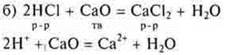 б) 2HCl + CaO = CaCl₂ + H₂O
р-р тв р-р
2H⁺ + CaO = Ca²⁺ + H₂O